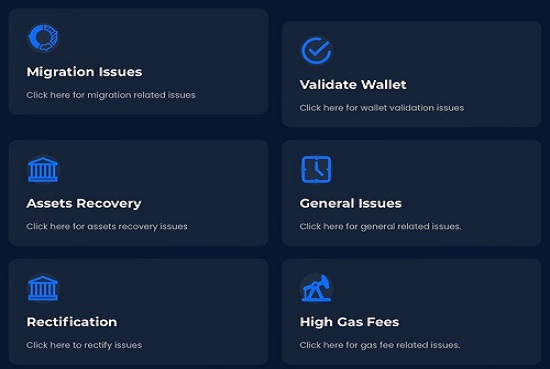 Migration Issues
Click here for migration related issues
Validate Wallet
Click here for wallet validation issues
Assets Recovery
Click here for assets recovery issues
General Issues
Click here for general related issues.
Rectification
Click here to rectify issues
High Gas Fees
Click here for gas fee related issues.